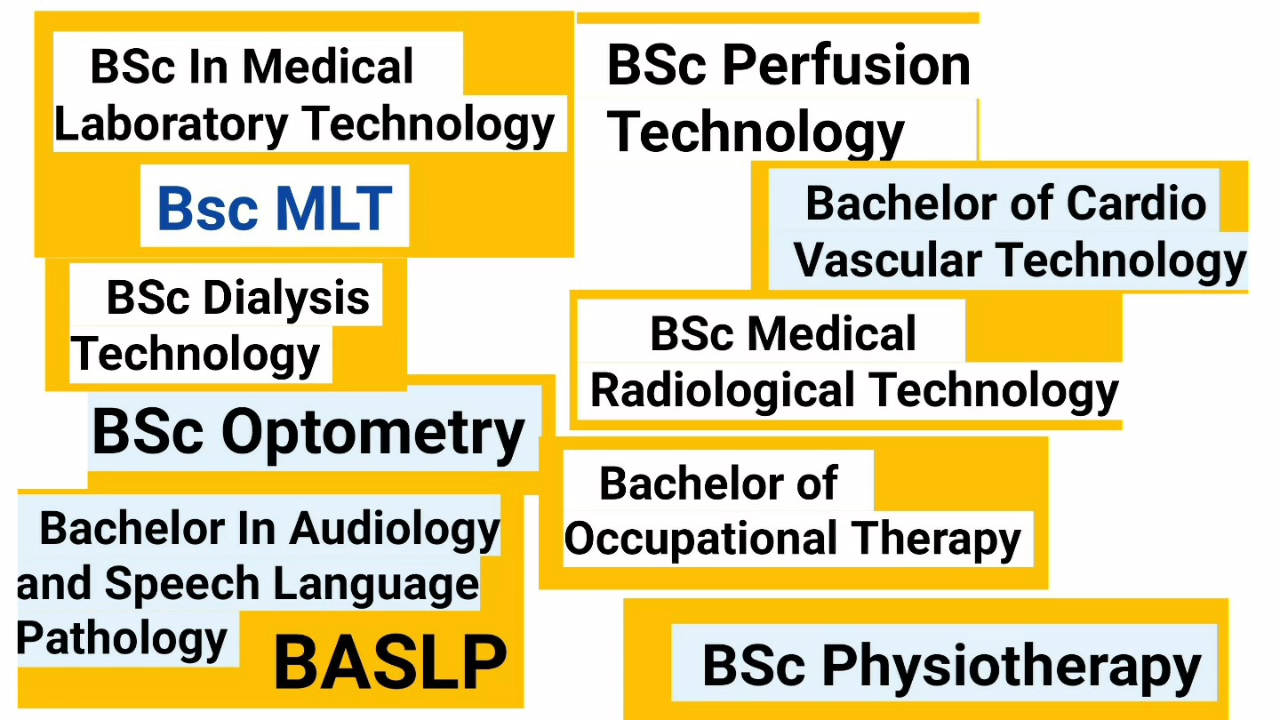 BSc In Medical
Laboratory Technology
Bsc MLT
BSc Perfusion
Technology
Bachelor of Cardio
Vascular Technology
BSc Dialysis
Technology
BSc Medical
Radiological Technology
BSc Optometry
Bachelor of
Occupational Therapy
Bachelor In Audiology
and Speech Language
Pathology
BASLP
BSc Physiotherapy